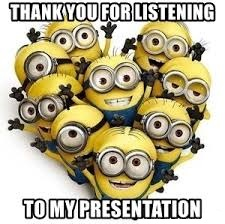 THANK YOU FOR LISTENING
TO MY PRESENTATION